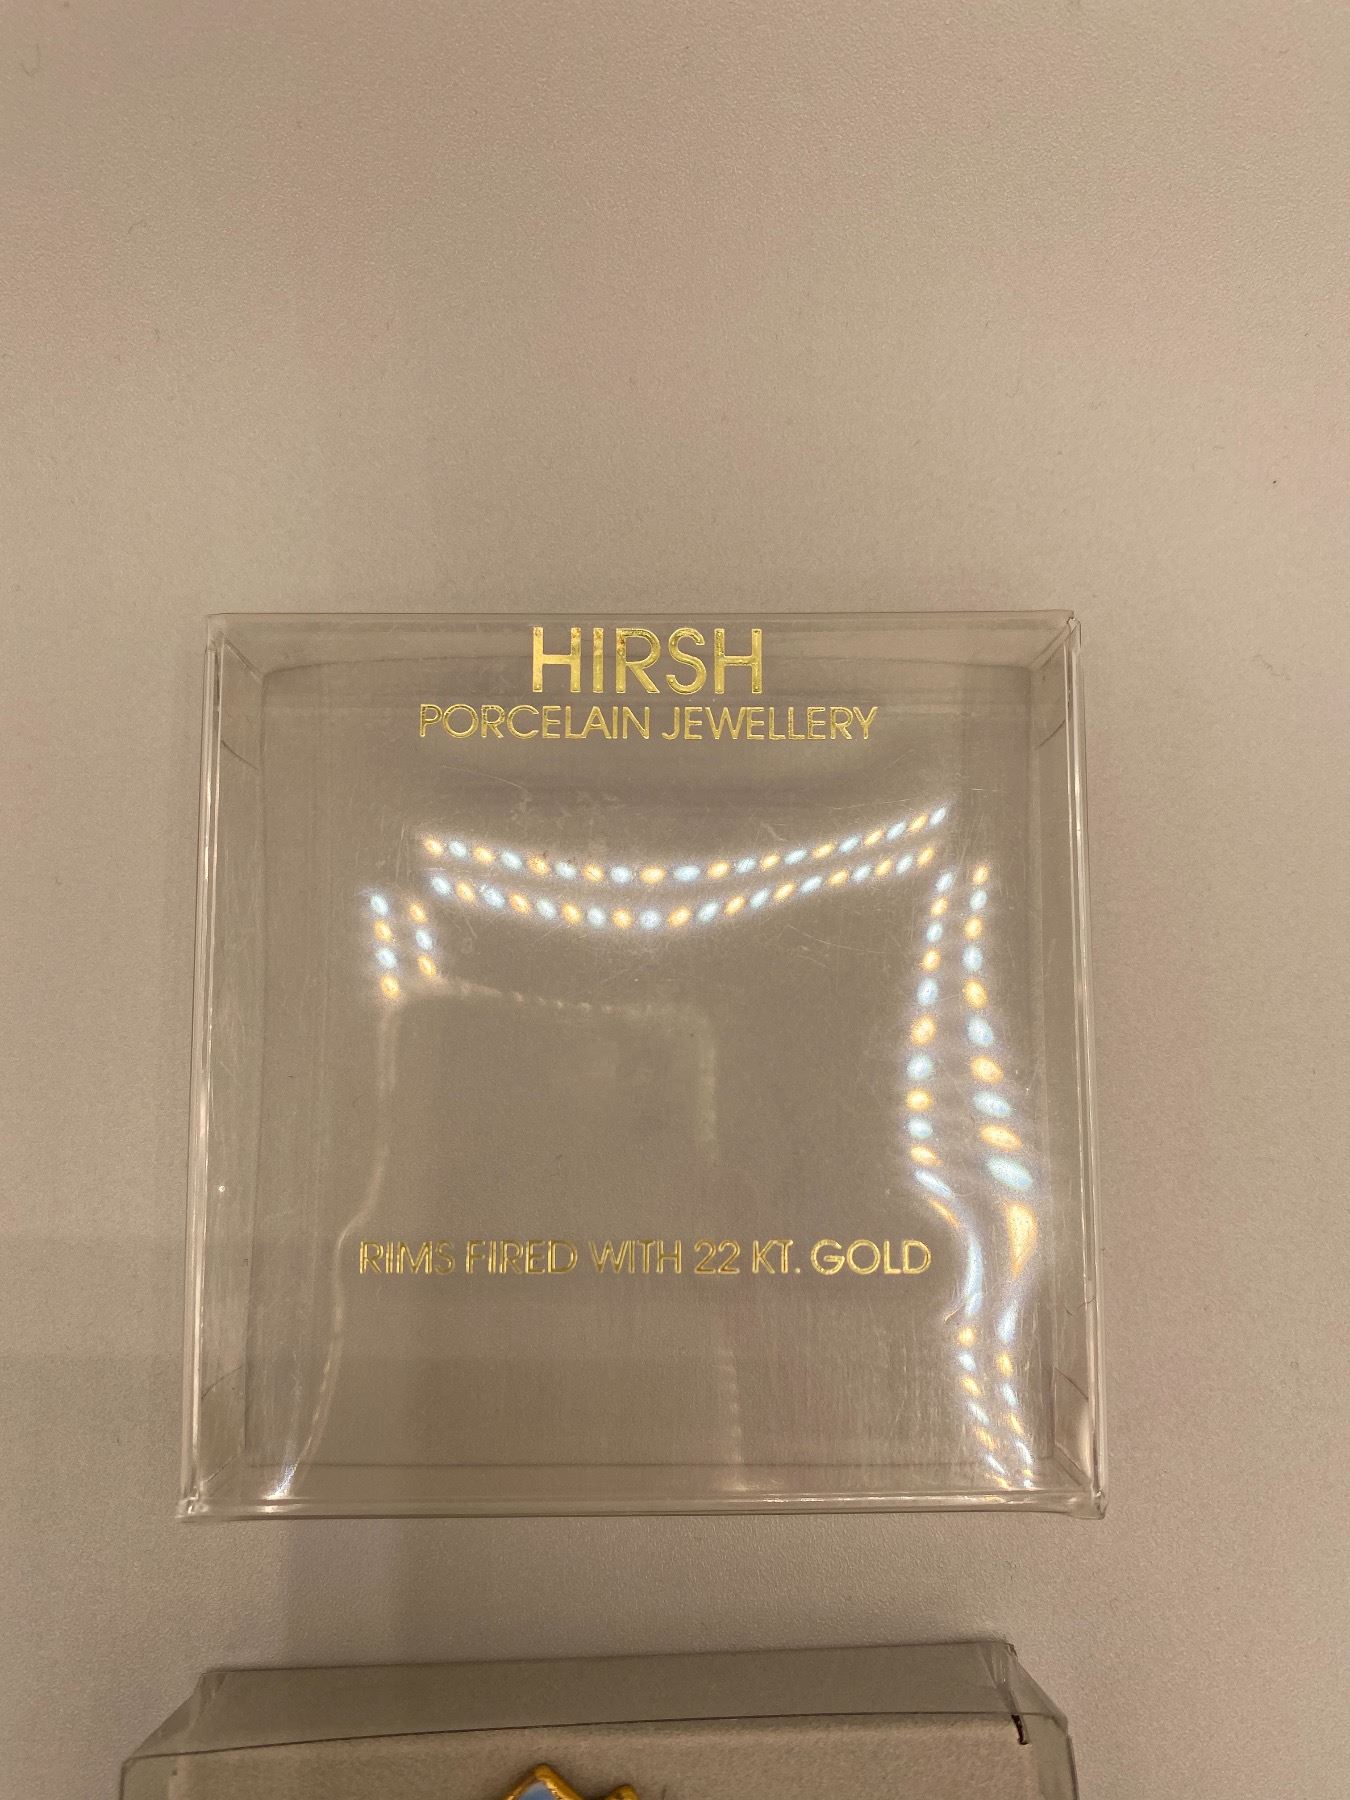 HIRSH
PORCELAIN JEWELLERY
RIMS FIRED WITH 22 KT. GOLD